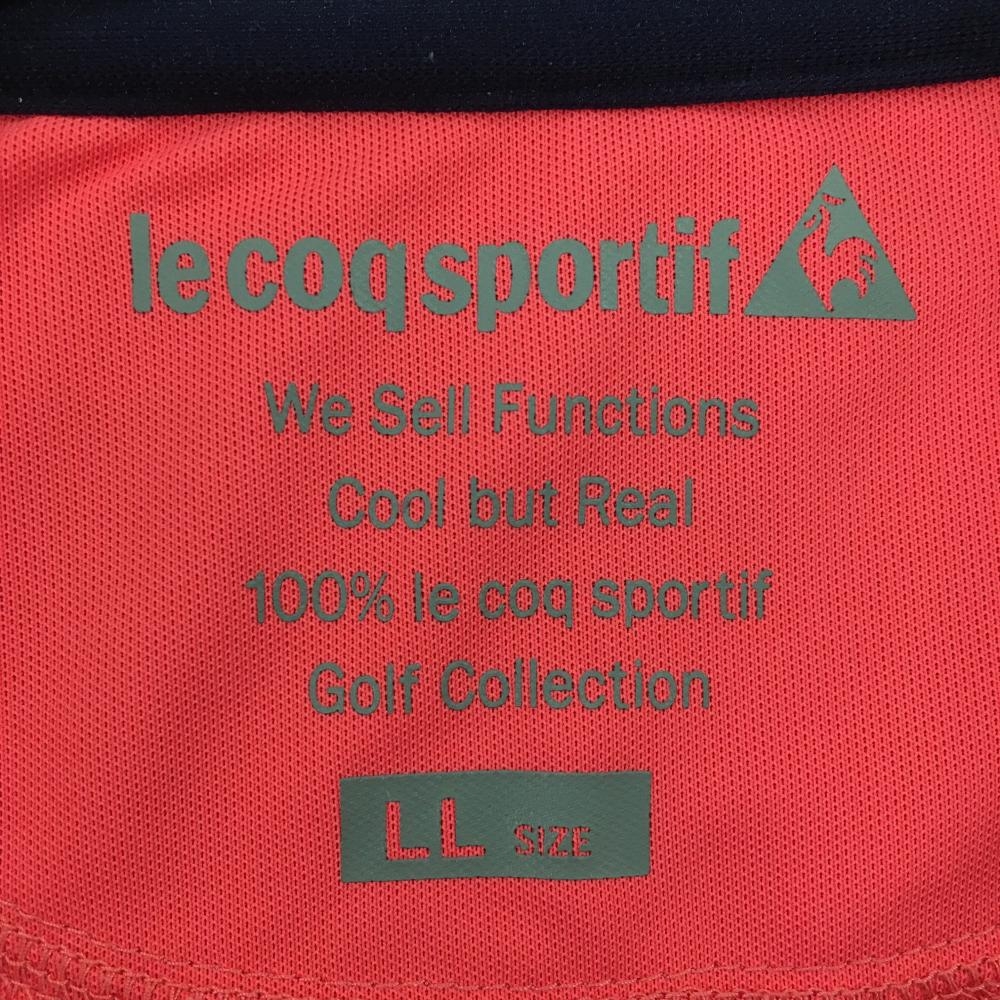 le coq sportif
We Sell Functions
Cool but Real
100% le coq sportif
Golf Collection
LL SIZE